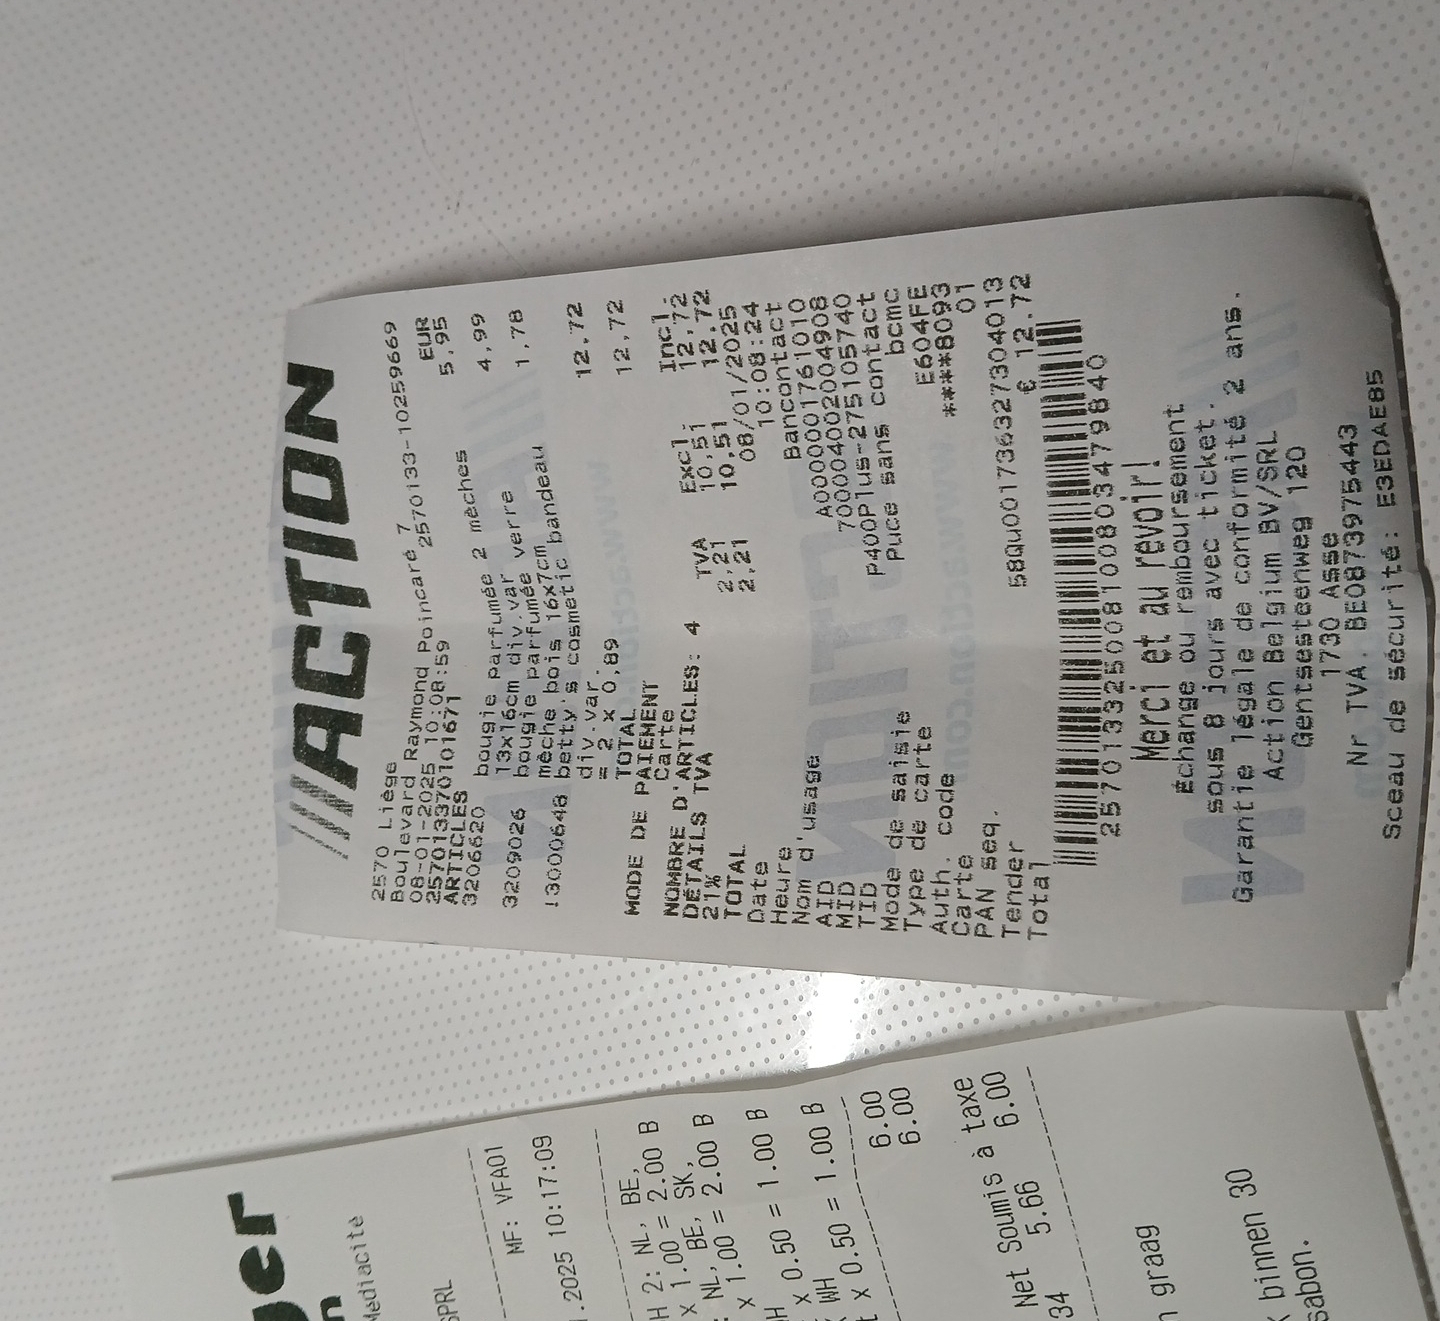 ///ACTION
2570 Liège
Boulevard Raymond Poincaré 7
08-01-2025 10:08:59 2570133-10259669
2570133701101671
ARTICLES EUR
3206620 bougie parfumée 2 mèches 5,95
13x16cm div.var
3209026 bougie parfumée verre 4,99
mèche bois 16x7cm
!3000648 betty's cosmetic bandeau 1,78
div.var.
= 2 x 0,89
TOTAL 12,72
MODE DE PAIEMENT
Carte 12,72
NOMBRE D'ARTICLES: 4
DÉTAILS TVA TVA Excl. Incl.
21% 2,21 10,51 12,72
TOTAL 2,21 10,51 12,72
Date 08/01/2025
Heure 10:08:24
Nom d'usage Bancontact
AID A0000001761010
MID 7000040020004908
TID P400Plus-275105740
Mode de saisie Puce sans contact
Type de carte bcmc
Auth. code E604FE
Carte ****8093
PAN seq. 01
Tender 58Qu001736327304013
Total € 12.72
Merci et au revoir!
Échange ou remboursement
sous 8 jours avec ticket.
Garantie légale de conformité 2 ans.
Action Belgium BV/SRL
Gentsesteenweg 120
1730 Asse
Nr TVA. BE0873975443
Sceau de sécurité: E3EDAE85
ger
n
Mediacité
SPRL
MF: VFA01
.2025 10:17:09
H 2: NL, BE,
x 1.00 = 2.00 B
: NL, BE, SK,
x 1.00 = 2.00 B
x 0.50 = 1.00 B
WH
t x 0.50 = 1.00 B
6.00
6.00
Net Soumis à taxe
34 5.66 6.00
n graag
binnen 30
sabon.